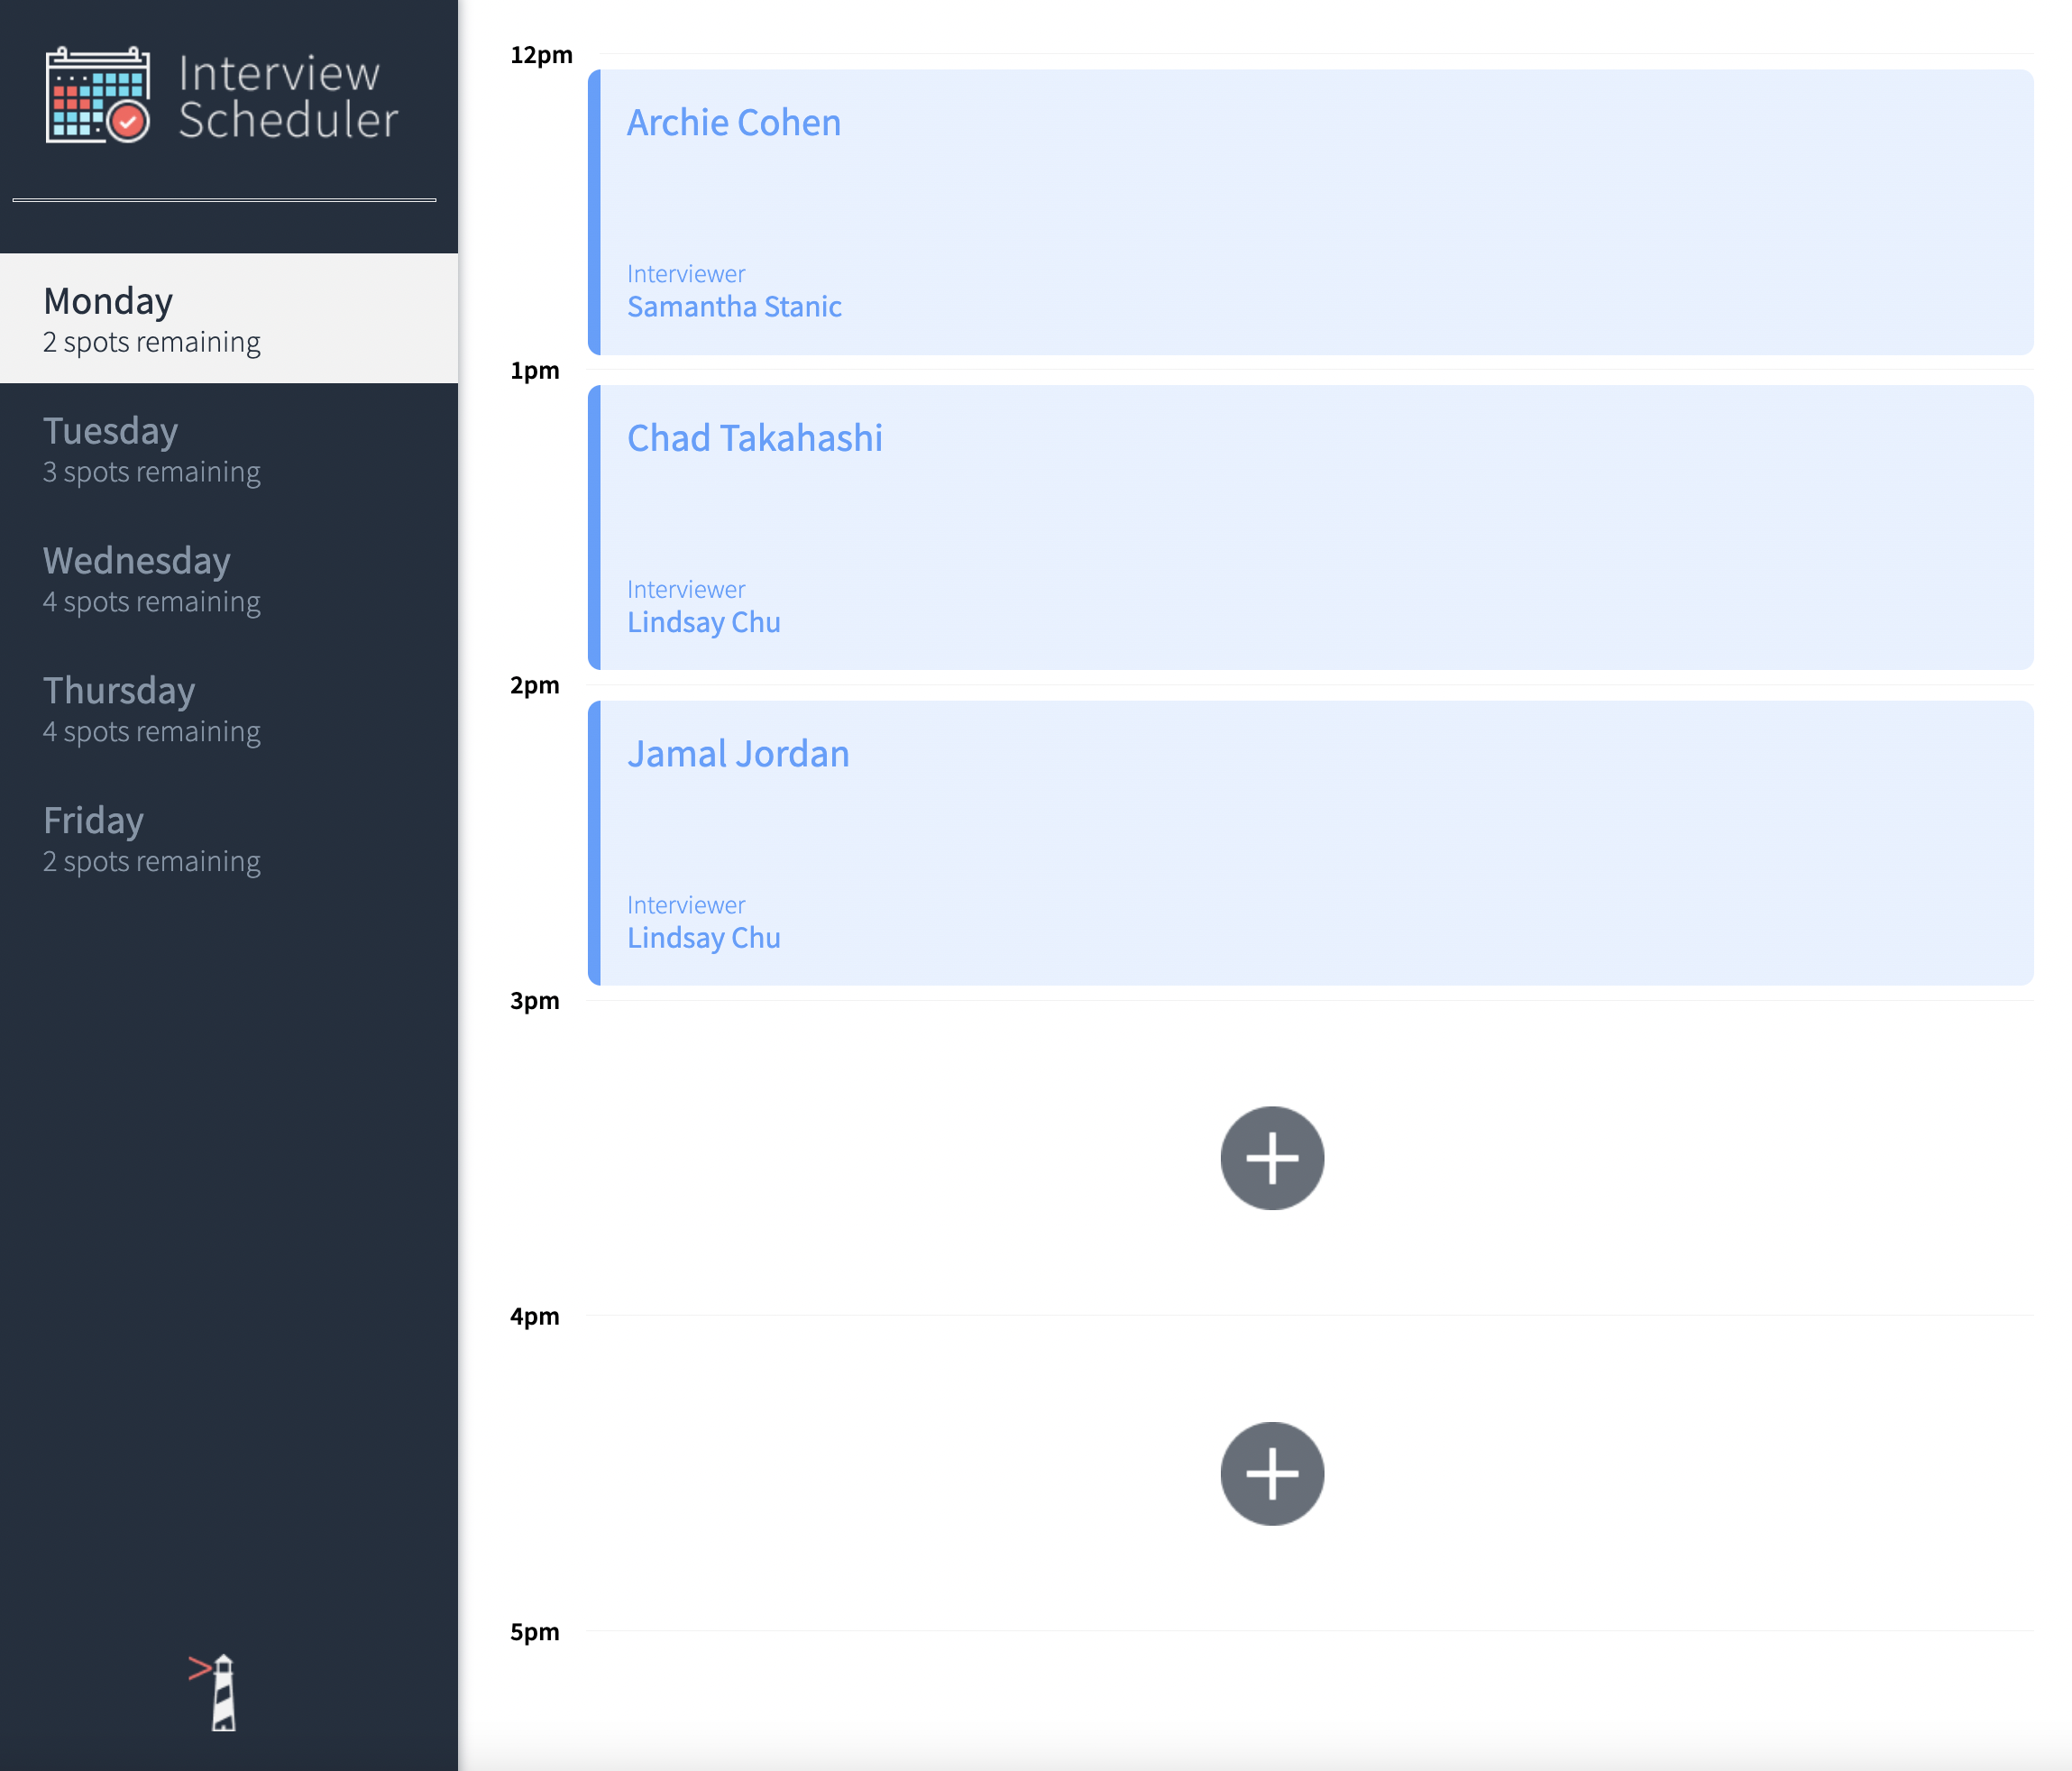 Interview
Scheduler
Monday
2 spots remaining
Tuesday
3 spots remaining
Wednesday
4 spots remaining
Thursday
4 spots remaining
Friday
2 spots remaining
12pm
Archie Cohen
Interviewer
Samantha Stanic
1pm
Chad Takahashi
Interviewer
Lindsay Chu
2pm
Jamal Jordan
Interviewer
Lindsay Chu
3pm
4pm
5pm